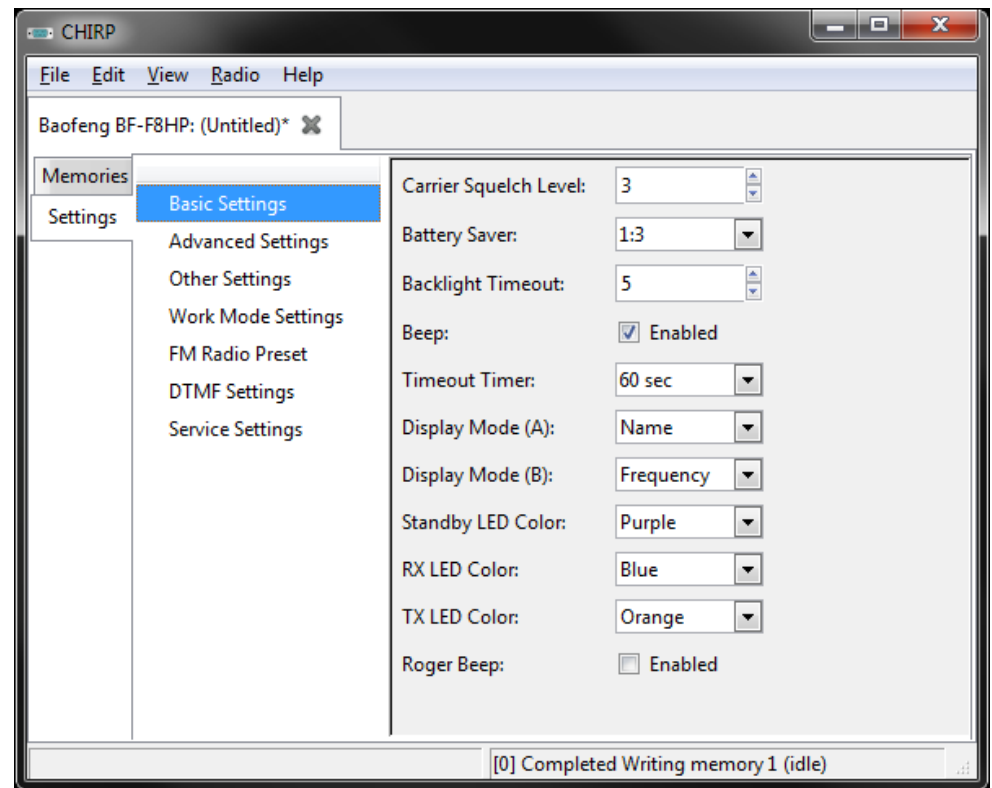 CHIRP
File Edit View Radio Help
Baofeng BF-F8HP: (Untitled)*
Memories
Settings
Basic Settings
Advanced Settings
Other Settings
Work Mode Settings
FM Radio Preset
DTMF Settings
Service Settings
Carrier Squelch Level: 3
Battery Saver: 1:3
Backlight Timeout: 5
Beep: Enabled
Timeout Timer: 60 sec
Display Mode (A): Name
Display Mode (B): Frequency
Standby LED Color: Purple
RX LED Color: Blue
TX LED Color: Orange
Roger Beep: Enabled
[0] Completed Writing memory 1 (idle)